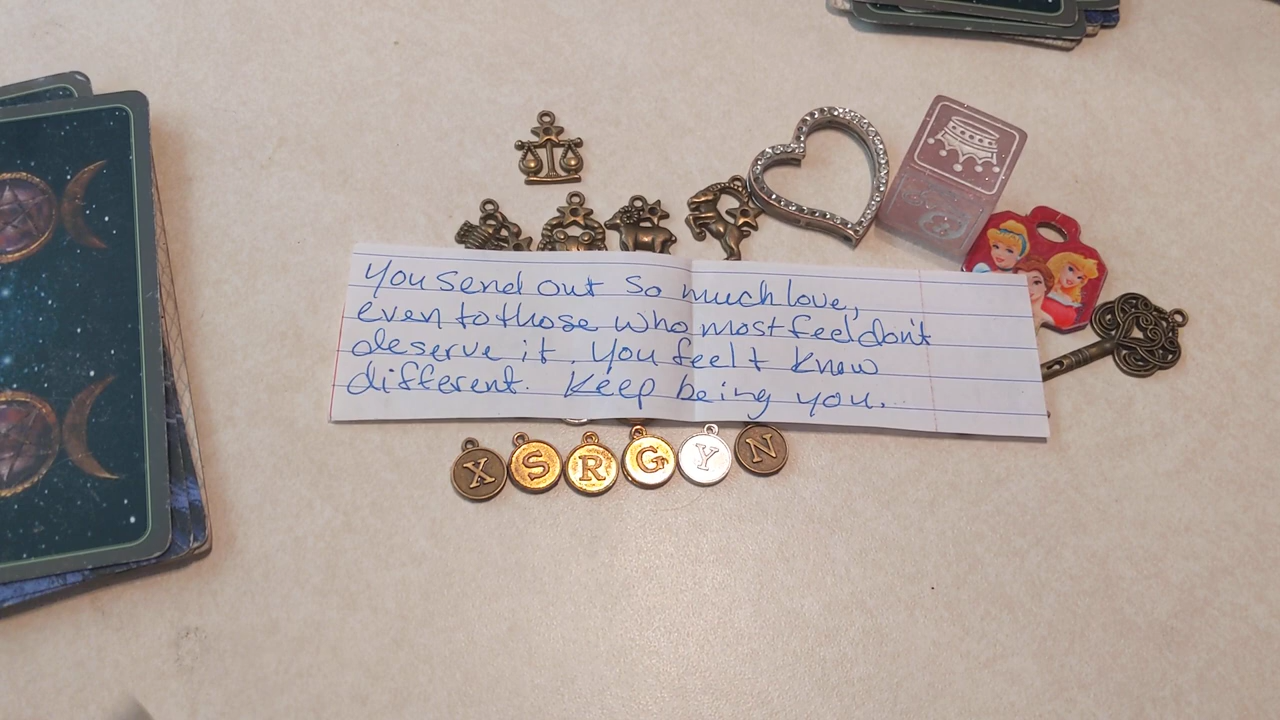 You send out so much love,
even to those who most feel don't
deserve it. You feel + know
different. Keep being you.
X S R G Y N